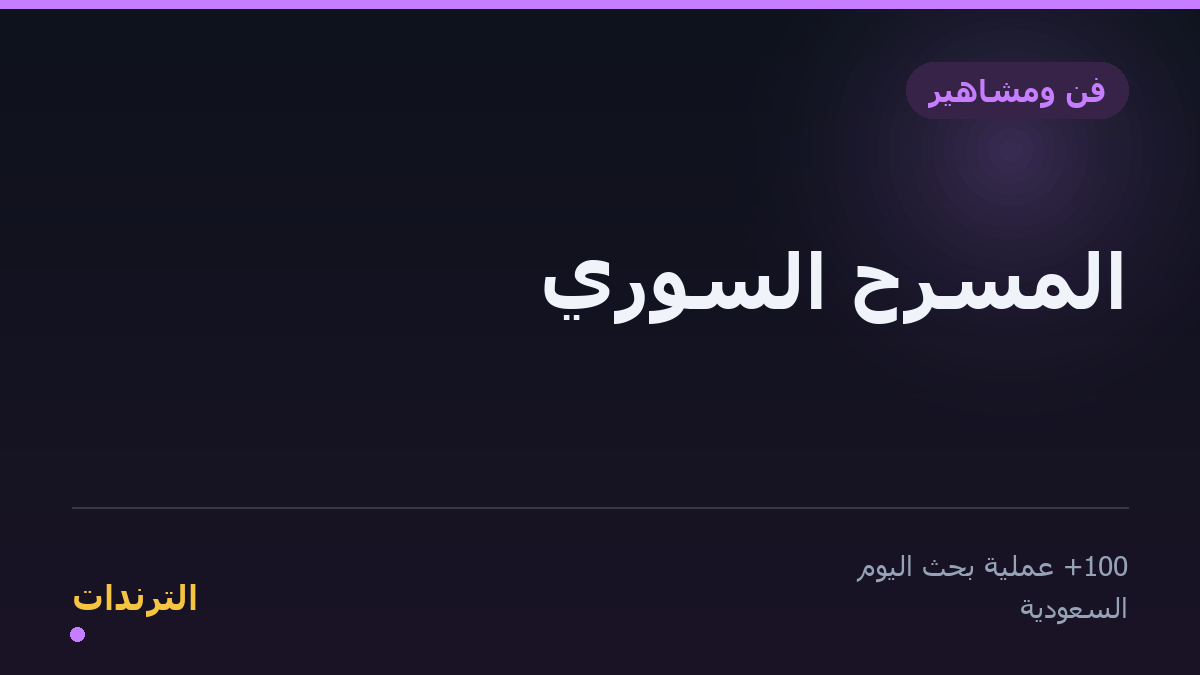 فن ومشاهير
المسرح السوري
100+ عملية بحث اليوم
السعودية
الترندات